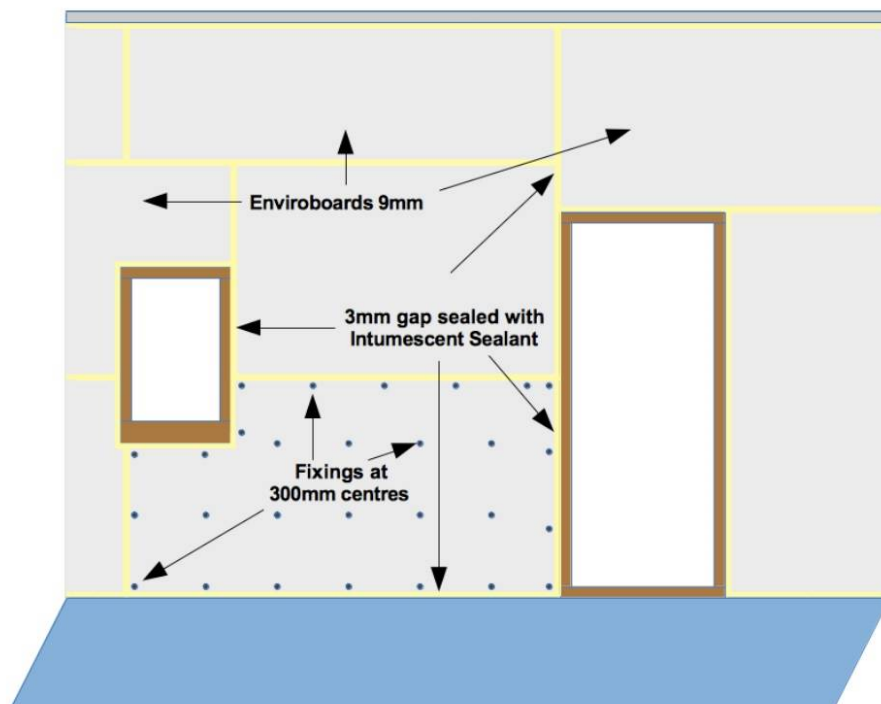 Enviroboards 9mm
3mm gap sealed with
Intumescent Sealant
Fixings at
300mm centres